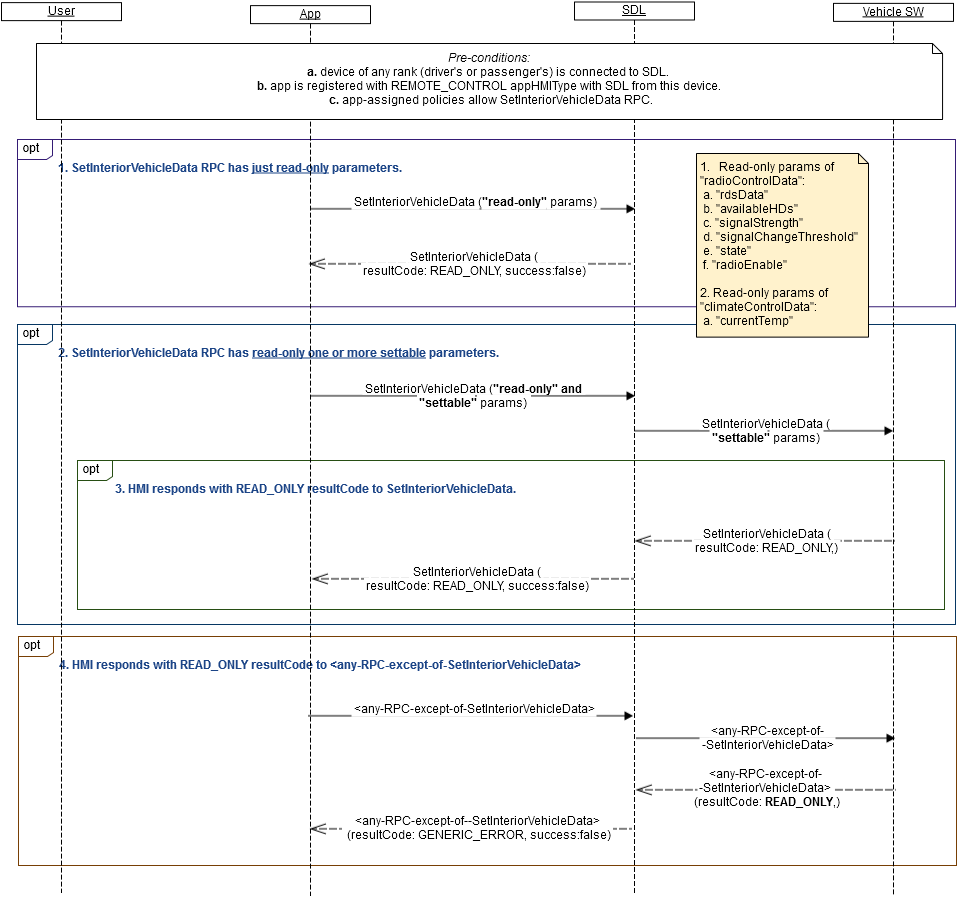 User
App
SDL
Vehicle SW
Pre-conditions:
a. device of any rank (driver's or passenger's) is connected to SDL.
b. app is registered with REMOTE_CONTROL appHMIType with SDL from this device.
c. app-assigned policies allow SetInteriorVehicleData RPC.
opt
1. SetInteriorVehicleData RPC has just read-only parameters.
SetInteriorVehicleData ("read-only" params)
SetInteriorVehicleData (
resultCode: READ_ONLY, success:false)
1. Read-only params of
"radioControlData":
a. "rdsData"
b. "availableHDs"
c. "signalStrength"
d. "signalChangeThreshold"
e. "state"
f. "radioEnable"
2. Read-only params of
"climateControlData":
a. "currentTemp"
opt
2. SetInteriorVehicleData RPC has read-only one or more settable parameters.
SetInteriorVehicleData ("read-only" and
"settable" params)
SetInteriorVehicleData (
"settable" params)
opt
3. HMI responds with READ_ONLY resultCode to SetInteriorVehicleData.
SetInteriorVehicleData (
resultCode: READ_ONLY,)
SetInteriorVehicleData (
resultCode: READ_ONLY, success:false)
opt
4. HMI responds with READ_ONLY resultCode to <any-RPC-except-of-SetInteriorVehicleData>
<any-RPC-except-of-SetInteriorVehicleData>
<any-RPC-except-of-
-SetInteriorVehicleData>
<any-RPC-except-of-
-SetInteriorVehicleData>
(resultCode: READ_ONLY,)
<any-RPC-except-of--SetInteriorVehicleData>
(resultCode: GENERIC_ERROR, success:false)